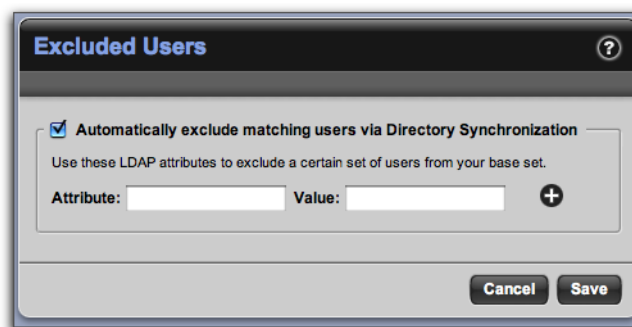 Excluded Users
?
Automatically exclude matching users via Directory Synchronization
Use these LDAP attributes to exclude a certain set of users from your base set.
Attribute: Value:
Cancel Save